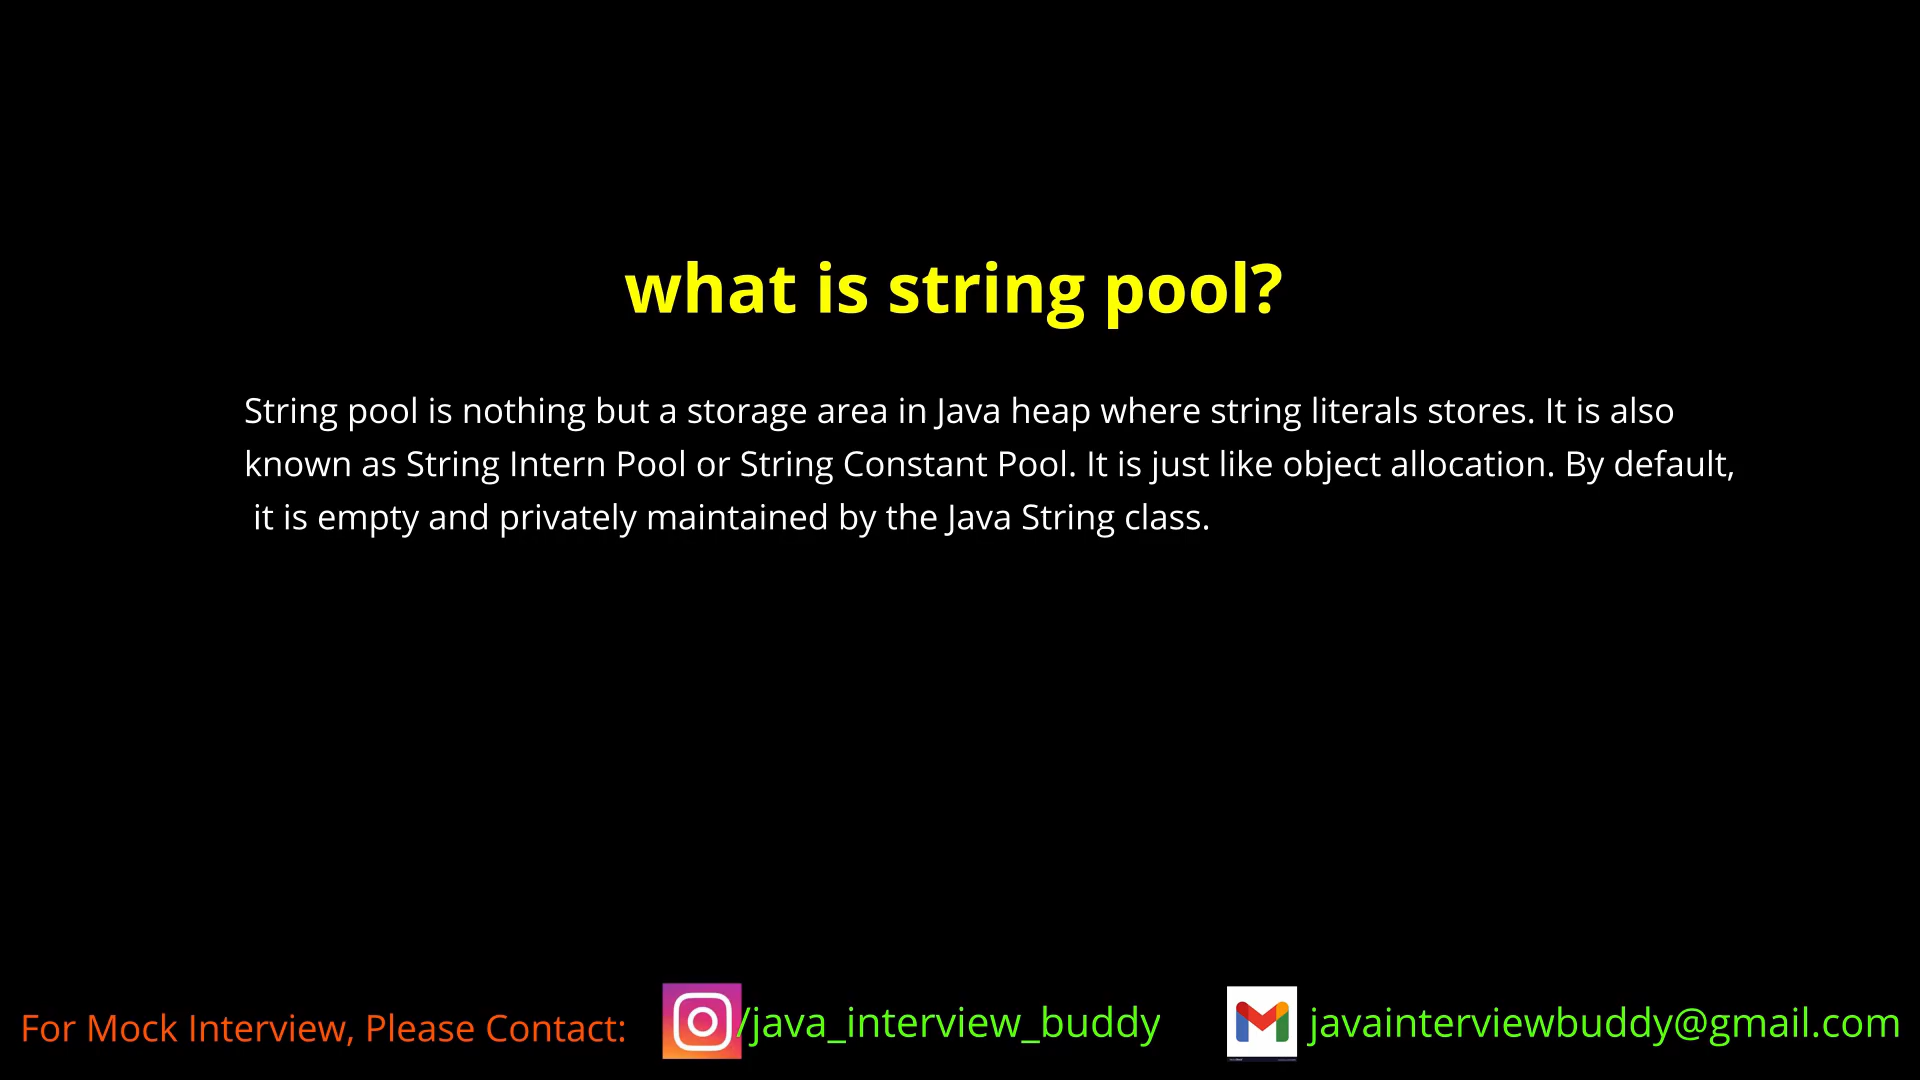 what is string pool?
String pool is nothing but a storage area in Java heap where string literals stores. It is also
known as String Intern Pool or String Constant Pool. It is just like object allocation. By default,
it is empty and privately maintained by the Java String class.
For Mock Interview, Please Contact: /java_interview_buddy javainterviewbuddy@gmail.com